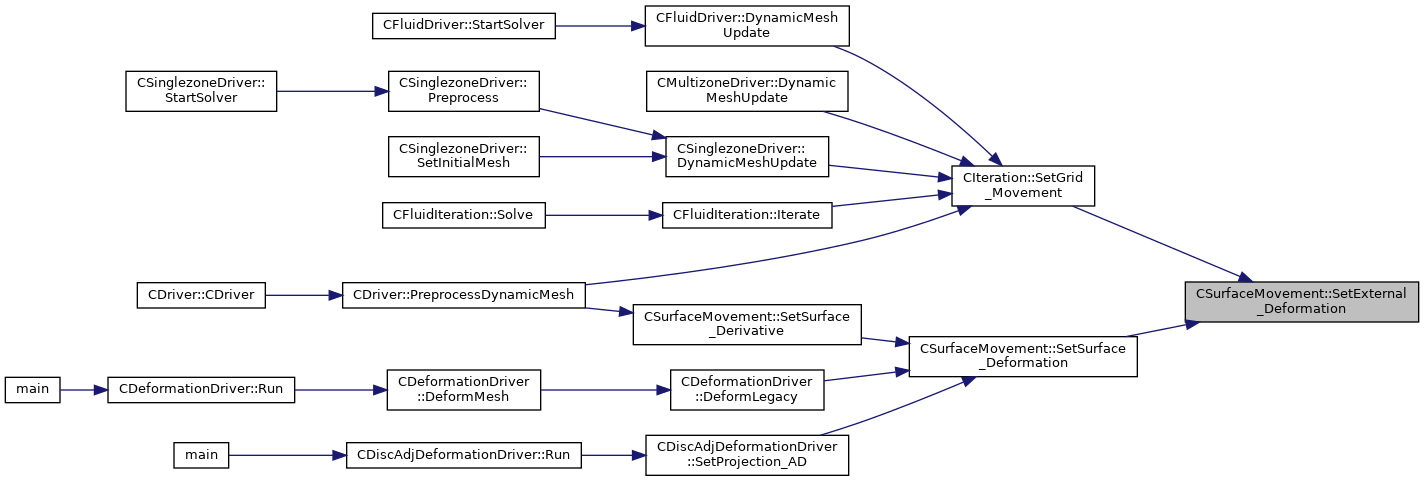 CFluidDriver::StartSolver
CFluidDriver::DynamicMesh
Update
CSinglezoneDriver::
StartSolver
CSinglezoneDriver::
Preprocess
CMultizoneDriver::Dynamic
MeshUpdate
CSinglezoneDriver::
SetInitialMesh
CSinglezoneDriver::
DynamicMeshUpdate
CIteration::SetGrid
_Movement
CFluidIteration::Solve
CFluidIteration::Iterate
CDriver::CDriver
CDriver::PreprocessDynamicMesh
CSurfaceMovement::SetExternal
_Deformation
CSurfaceMovement::SetSurface
_Derivative
CSurfaceMovement::SetSurface
_Deformation
main
CDeformationDriver::Run
CDeformationDriver
::DeformMesh
CDeformationDriver
::DeformLegacy
main
CDiscAdjDeformationDriver::Run
CDiscAdjDeformationDriver
::SetProjection_AD